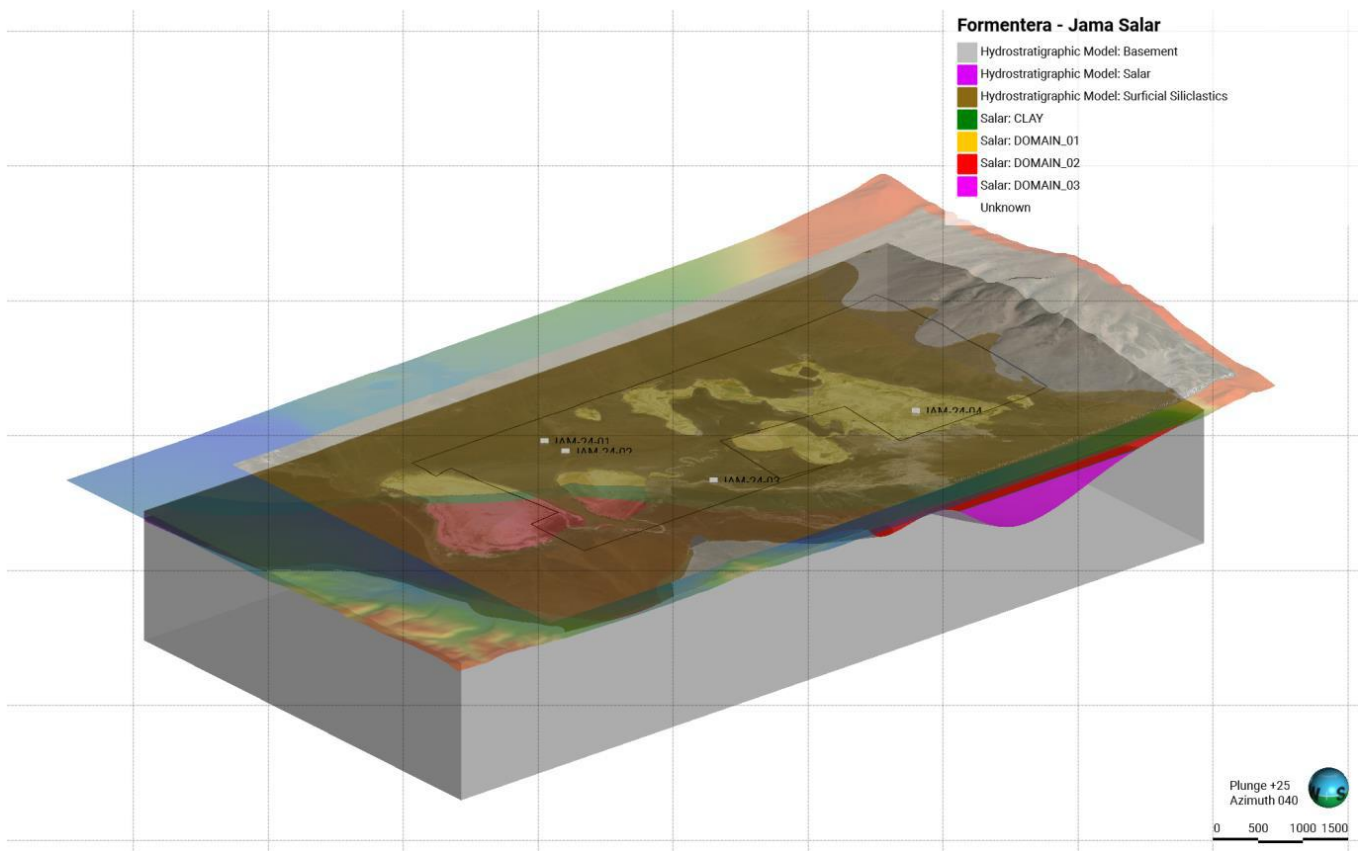 Formentera - Jama Salar
Hydrostratigraphic Model: Basement
Hydrostratigraphic Model: Salar
Hydrostratigraphic Model: Surficial Siliclastics
Salar: CLAY
Salar: DOMAIN_01
Salar: DOMAIN_02
Salar: DOMAIN_03
Unknown
JAM-24-04
JAM-24-01
JAM-24-02
JAM-24-03
Plunge +25
Azimuth 040
0 500 1000 1500